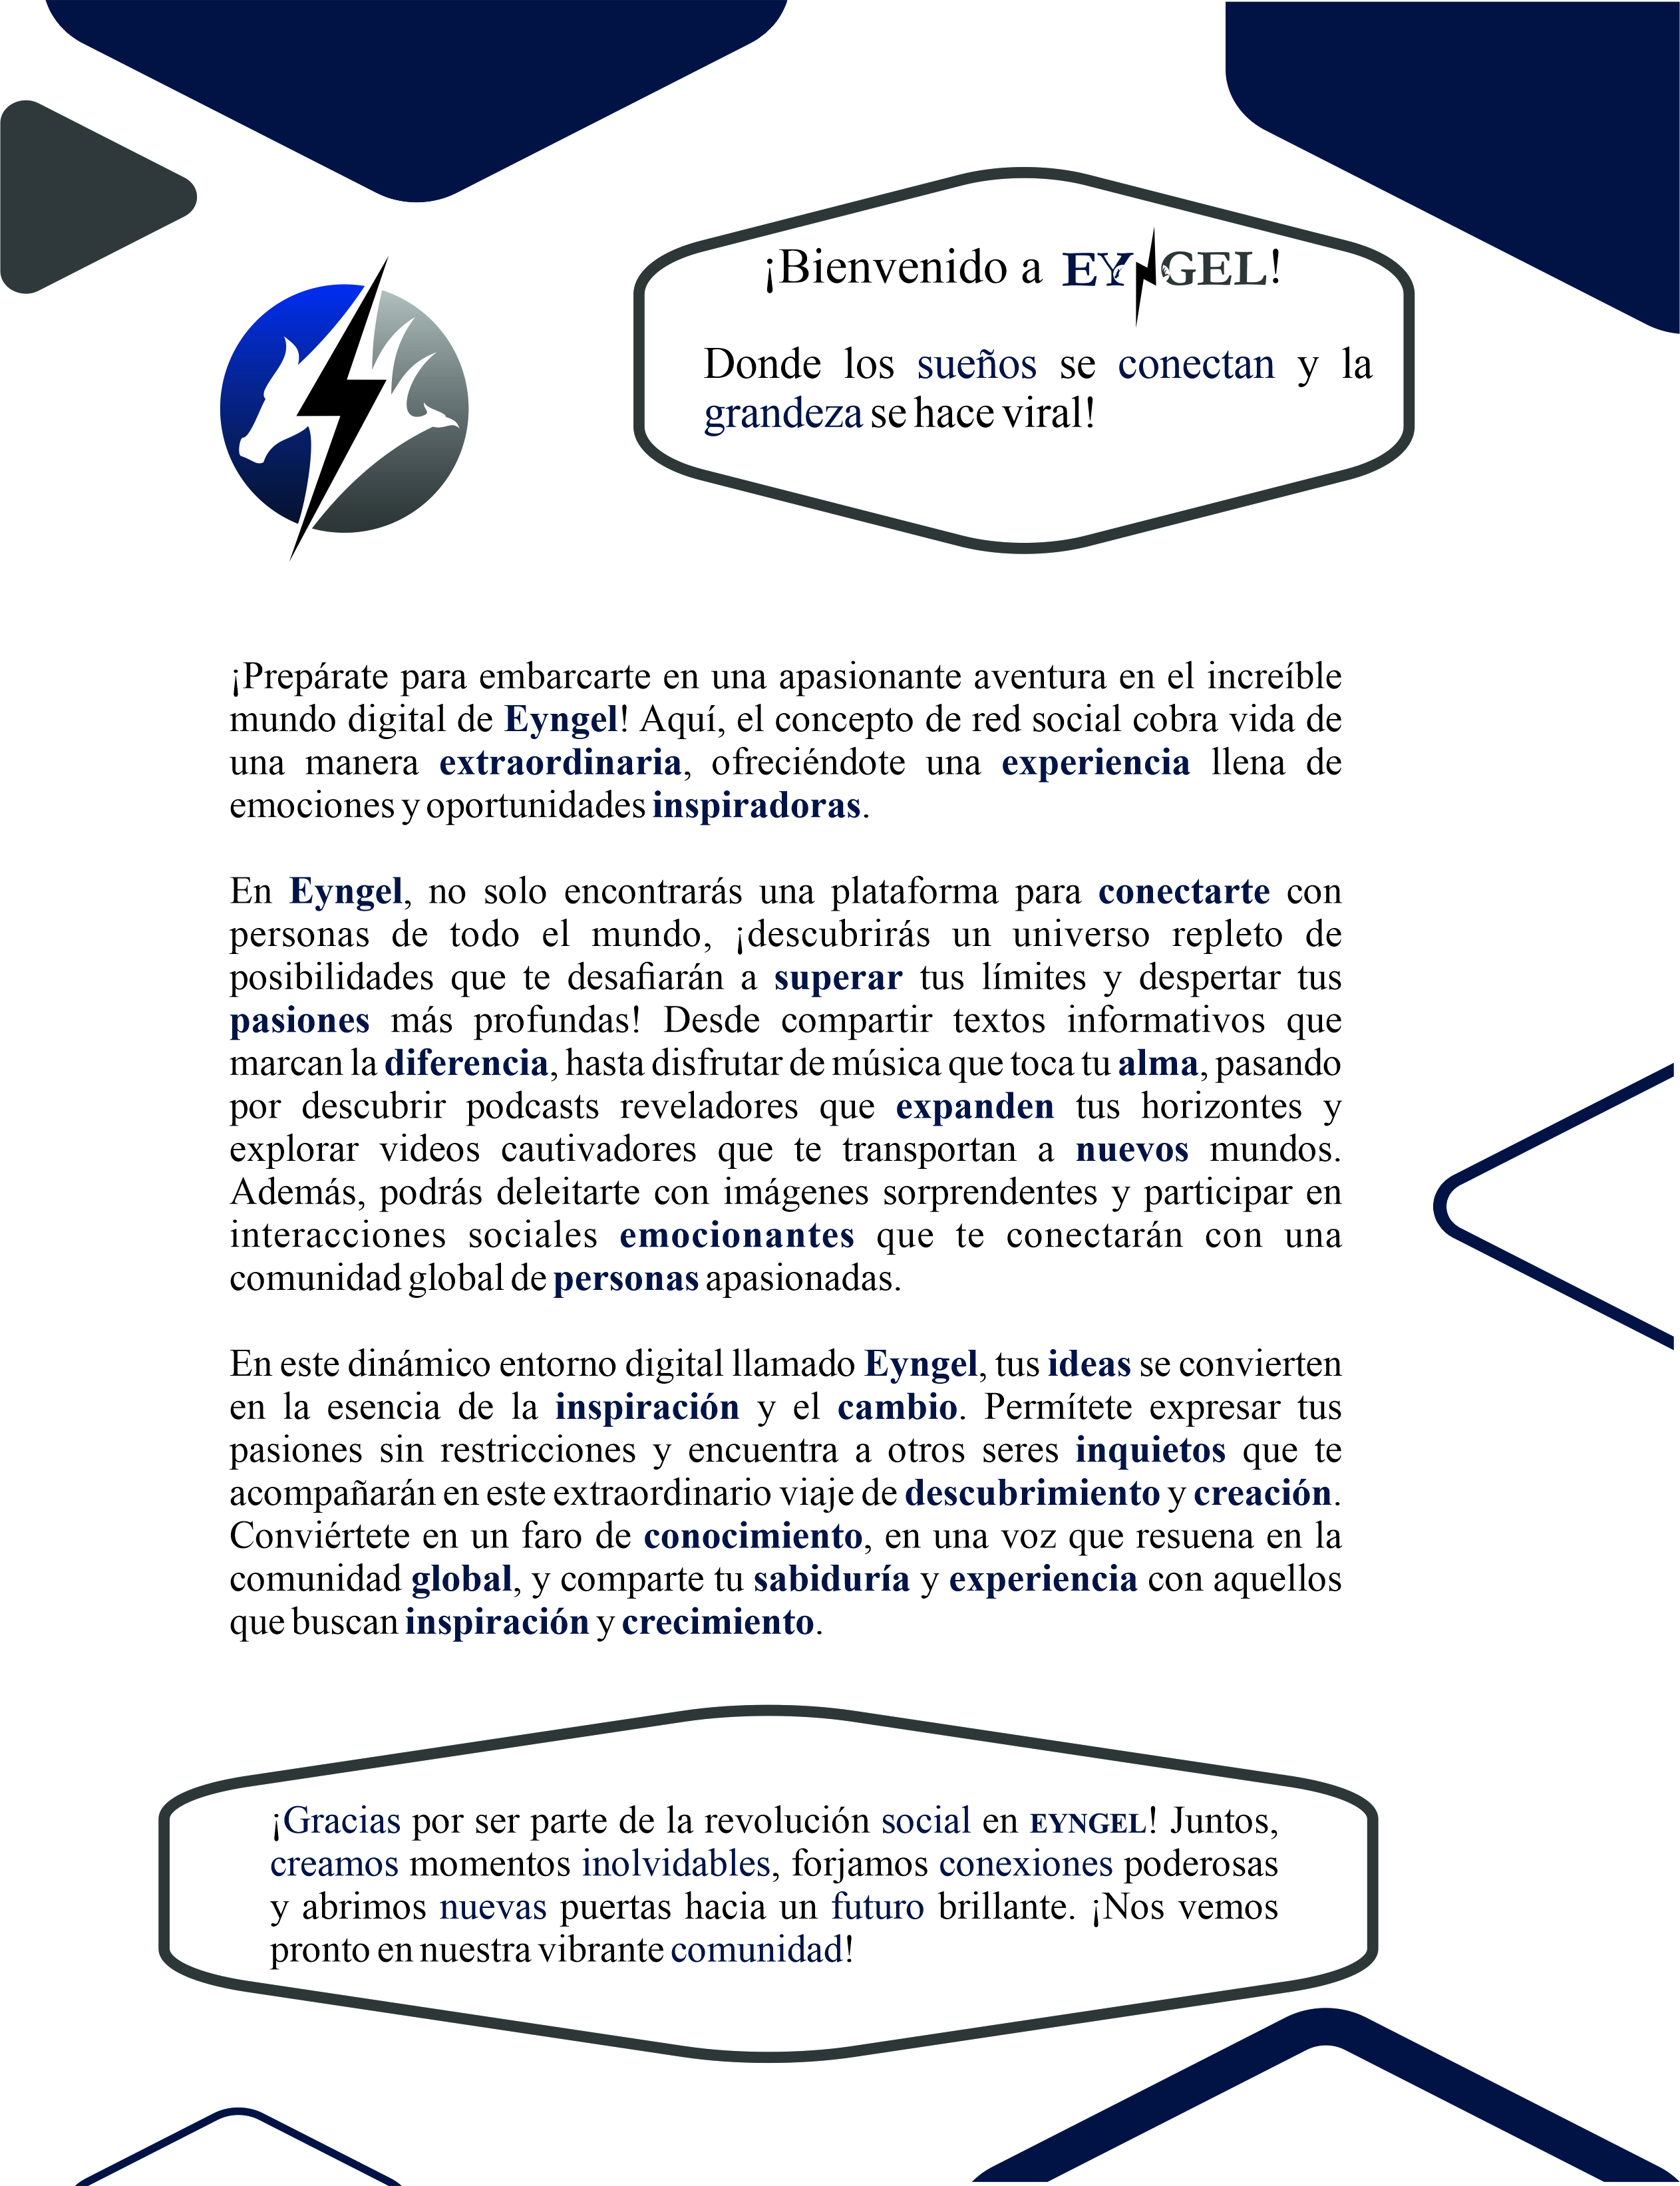 ¡Bienvenido a EYNGEL!
Donde los sueños se conectan y la
grandeza se hace viral!
¡Prepárate para embarcarte en una apasionante aventura en el increíble
mundo digital de Eyngel! Aquí, el concepto de red social cobra vida de
una manera extraordinaria, ofreciéndote una experiencia llena de
emociones y oportunidades inspiradoras.
En Eyngel, no solo encontrarás una plataforma para conectarte con
personas de todo el mundo, ¡descubrirás un universo repleto de
posibilidades que te desafiarán a superar tus límites y despertar tus
pasiones más profundas! Desde compartir textos informativos que
marcan la diferencia, hasta disfrutar de música que toca tu alma, pasando
por descubrir podcasts reveladores que expanden tus horizontes y
explorar videos cautivadores que te transportan a nuevos mundos.
Además, podrás deleitarte con imágenes sorprendentes y participar en
interacciones sociales emocionantes que te conectarán con una
comunidad global de personas apasionadas.
En este dinámico entorno digital llamado Eyngel, tus ideas se convierten
en la esencia de la inspiración y el cambio. Permítete expresar tus
pasiones sin restricciones y encuentra a otros seres inquietos que te
acompañarán en este extraordinario viaje de descubrimiento y creación.
Conviértete en un faro de conocimiento, en una voz que resuena en la
comunidad global, y comparte tu sabiduría y experiencia con aquellos
que buscan inspiración y crecimiento.
¡Gracias por ser parte de la revolución social en EYNGEL! Juntos,
creamos momentos inolvidables, forjamos conexiones poderosas
y abrimos nuevas puertas hacia un futuro brillante. ¡Nos vemos
pronto en nuestra vibrante comunidad!